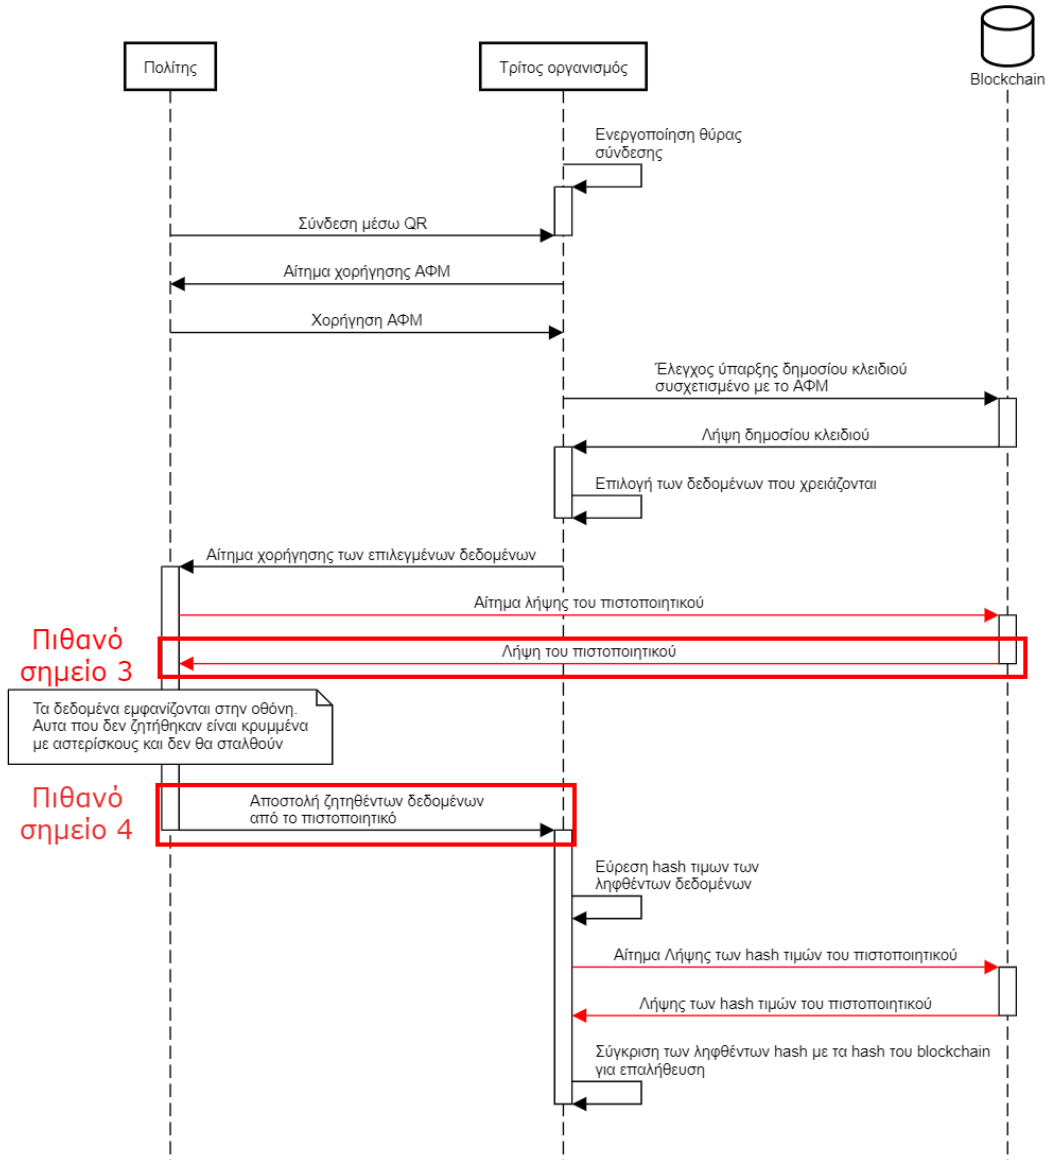 Πολίτης
Τρίτος οργανισμός
Blockchain
Ενεργοποίηση θύρας
σύνδεσης
Σύνδεση μέσω QR
Αίτημα χορήγησης ΑΦΜ
Χορήγηση ΑΦΜ
Έλεγχος ύπαρξης δημοσίου κλειδιού
συσχετισμένο με το ΑΦΜ
Λήψη δημοσίου κλειδιού
Επιλογή των δεδομένων που χρειάζονται
Αίτημα χορήγησης των επιλεγμένων δεδομένων
Αίτημα λήψης του πιστοποιητικού
Πιθανό
σημείο 3
Λήψη του πιστοποιητικού
Τα δεδομένα εμφανίζονται στην οθόνη.
Αυτα που δεν ζητήθηκαν είναι κρυμμένα
με αστερίσκους και δεν θα σταλθούν
Πιθανό
σημείο 4
Αποστολή ζητηθέντων δεδομένων
από το πιστοποιητικό
Εύρεση hash τιμων των
ληφθέντων δεδομένων
Αίτημα Λήψης των hash τιμών του πιστοποιητικού
Λήψης των hash τιμών του πιστοποιητικού
Σύγκριση των ληφθέντων hash με τα hash του blockchain
για επαλήθευση